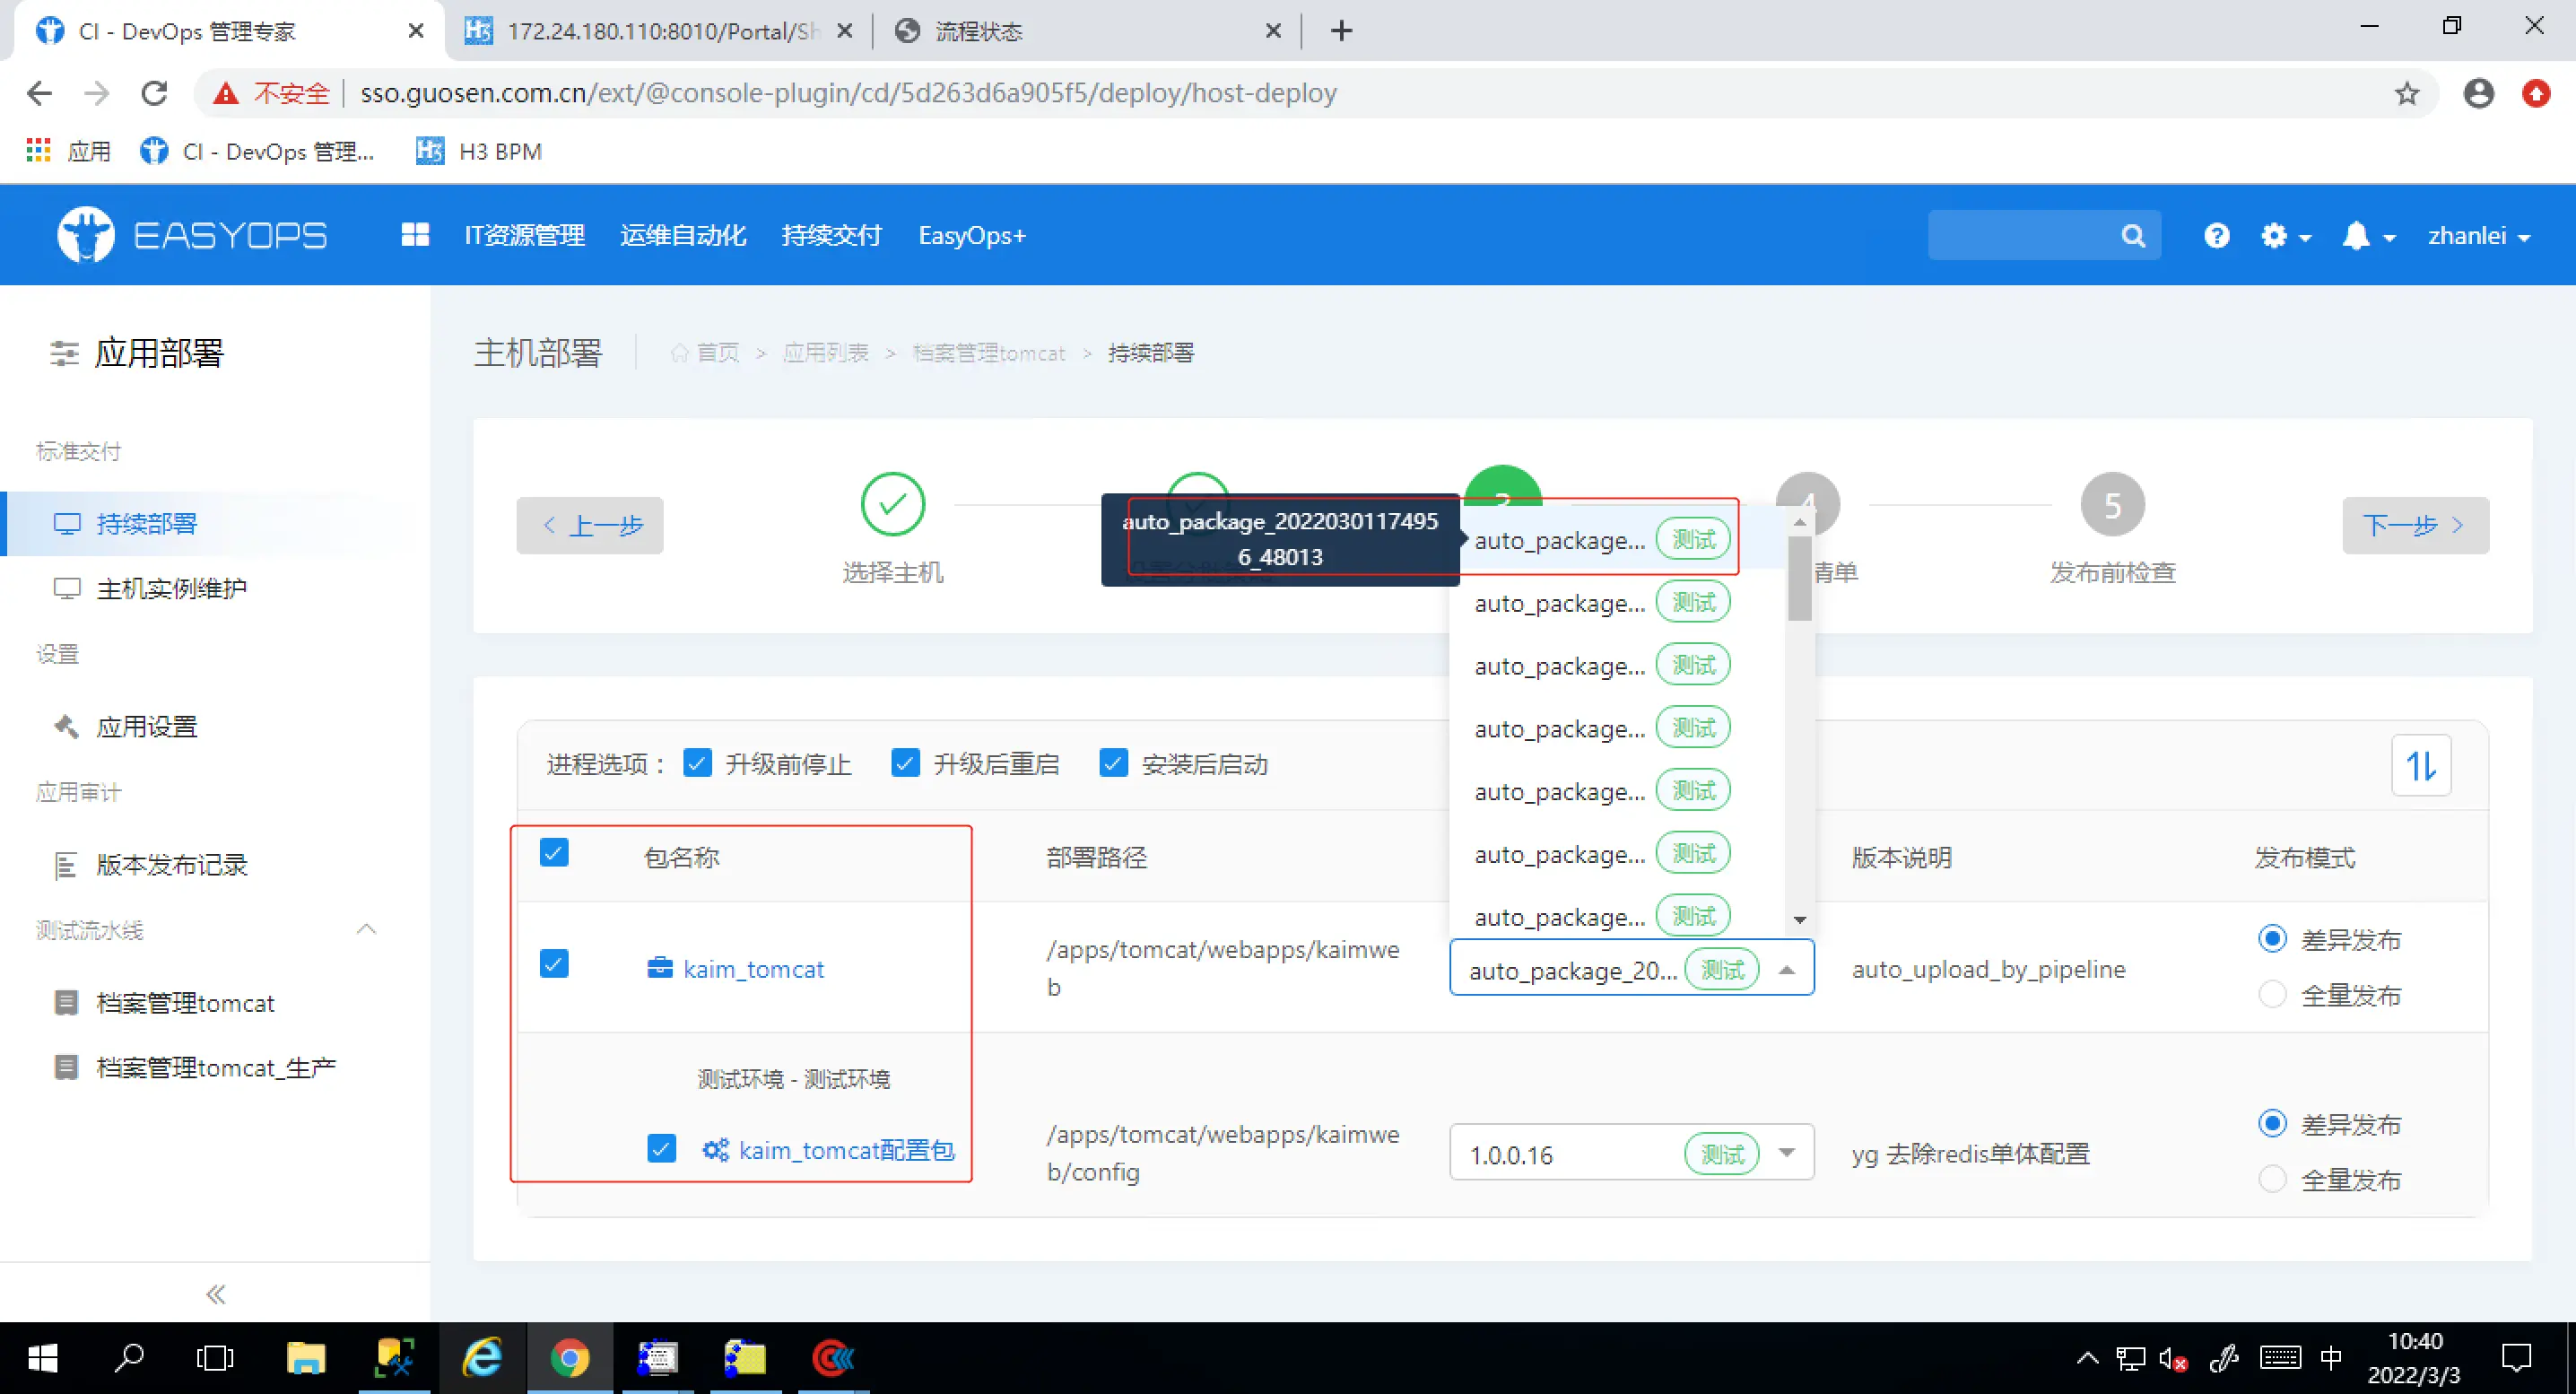 CI - DevOps 管理专家
172.24.180.110:8010/Portal/Sh
流程状态
不安全 | sso.guosen.com.cn/ext/@console-plugin/cd/5d263d6a905f5/deploy/host-deploy
应用
CI - DevOps 管理...
H3 BPM
EASYOPS
IT资源管理
运维自动化
持续交付
EasyOps+
zhanlei
应用部署
主机部署
首页 > 应用列表 > 档案管理tomcat > 持续部署
标准交付
持续部署
主机实例维护
设置
应用设置
应用审计
版本发布记录
测试流水线
档案管理tomcat
档案管理tomcat_生产
上一步
选择主机
auto_package_2022030117495
6_48013
4
清单
5
发布前检查
下一步
auto_package... 测试
auto_package... 测试
auto_package... 测试
auto_package... 测试
auto_package... 测试
auto_package... 测试
auto_package... 测试
进程选项：
升级前停止
升级后重启
安装后启动
包名称
部署路径
版本说明
发布模式
kaim_tomcat
/apps/tomcat/webapps/kaimwe
b
auto_package_20... 测试
auto_upload_by_pipeline
差异发布
全量发布
测试环境 - 测试环境
kaim_tomcat配置包
/apps/tomcat/webapps/kaimwe
b/config
1.0.0.16 测试
yg 去除redis单体配置
差异发布
全量发布
中
10:40
2022/3/3